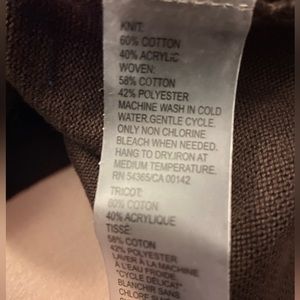 KNIT:
60% COTTON
40% ACRYLIC
WOVEN:
58% COTTON
42% POLYESTER
MACHINE WASH IN COLD
WATER.GENTLE CYCLE.
ONLY NON CHLORINE
BLEACH WHEN NEEDED.
HANG TO DRY.IRON AT
MEDIUM TEMPERATURE.
RN 54365/CA 00142
TRICOT:
60% COTON
40% ACRYLIQUE
TISSÉ:
58% COTON
42% POLYESTER
LAVER À LA MACHINE
À L'EAU FROIDE
"CYCLE DÉLICAT"
BLANCHIR SANS